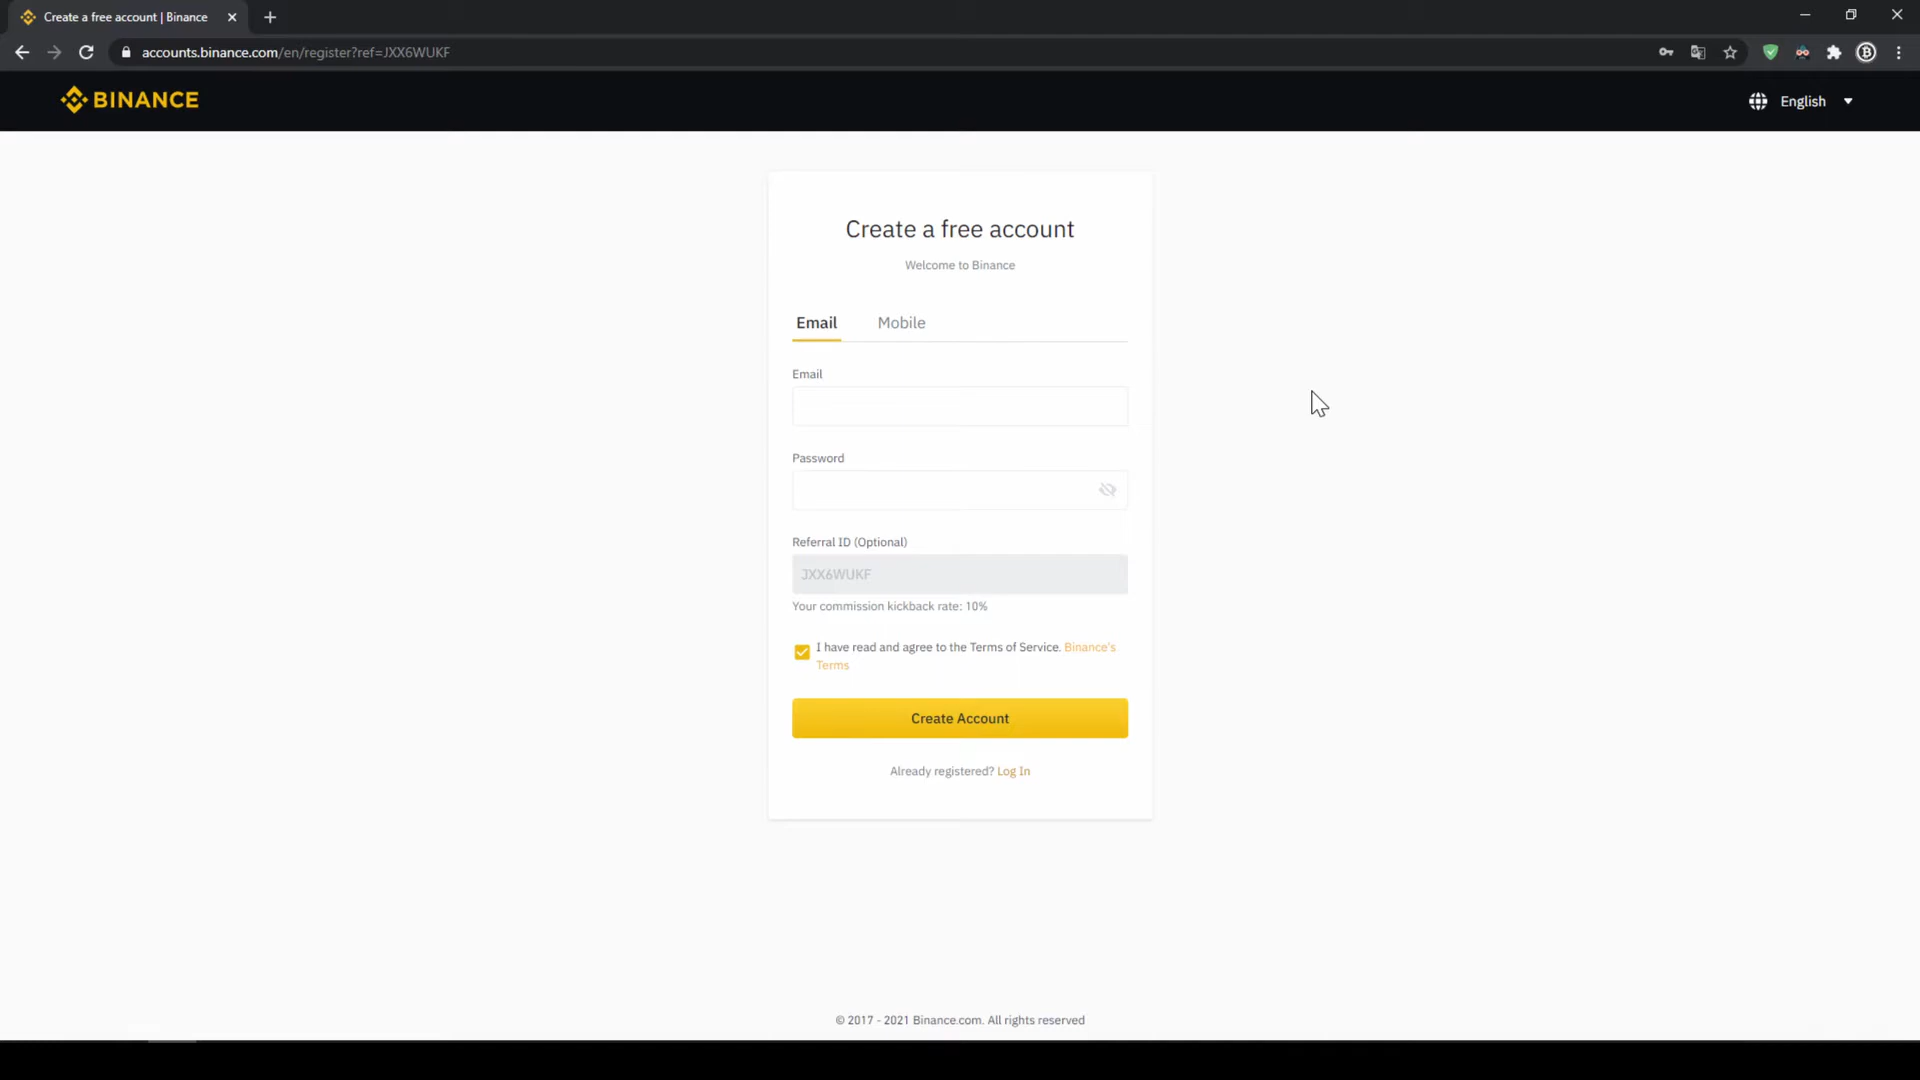 Create a free account | Binance
accounts.binance.com/en/register?ref=JXX6WUKF
BINANCE
English
Create a free account
Welcome to Binance
Email Mobile
Email
Password
Referral ID (Optional)
JXX6WUKF
Your commission kickback rate: 10%
I have read and agree to the Terms of Service. Binance's
Terms
Create Account
Already registered? Log In
© 2017 - 2021 Binance.com. All rights reserved